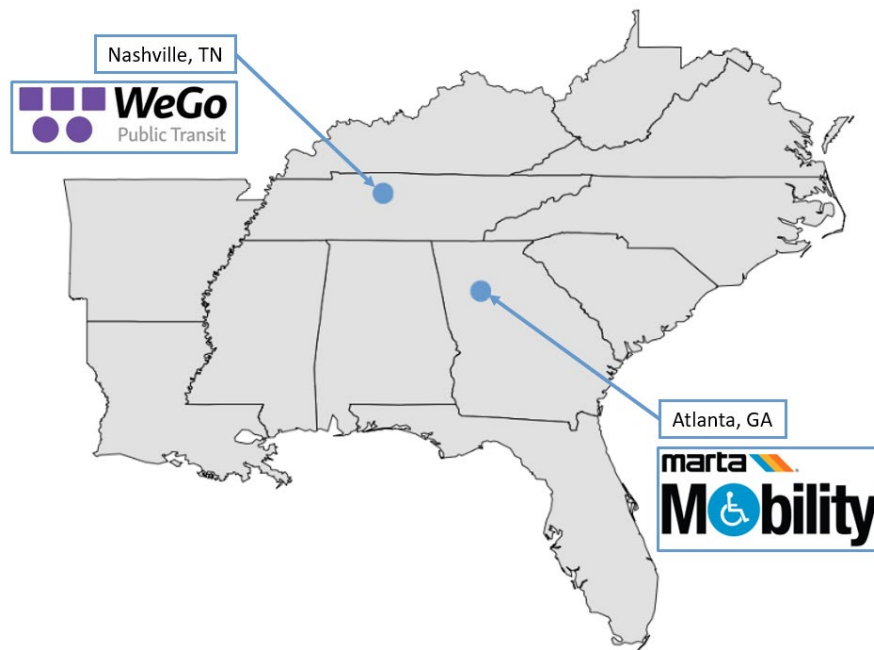 Nashville, TN
WeGo
Public Transit
Atlanta, GA
marta
Mobility